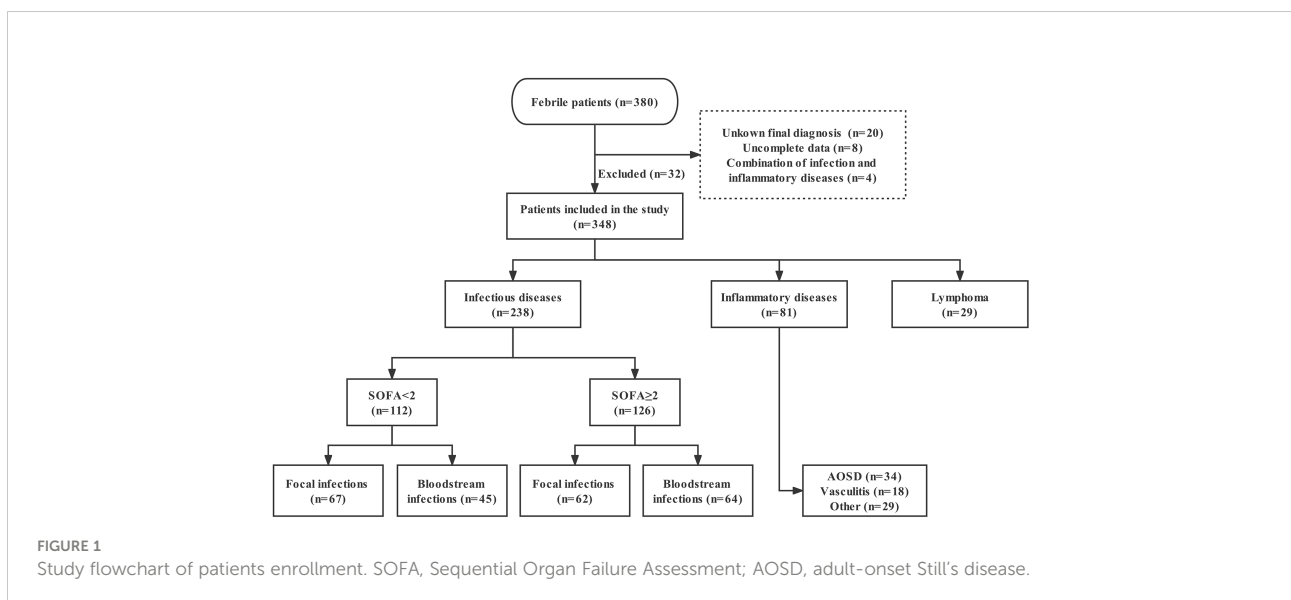 Febrile patients (n=380)
Unkown final diagnosis (n=20)
Uncomplete data (n=8)
Combination of infection and
inflammatory diseases (n=4)
Excluded (n=32)
Patients included in the study
(n=348)
Infectious diseases
(n=238)
Inflammatory diseases
(n=81)
Lymphoma
(n=29)
SOFA<2
(n=112)
SOFA≥2
(n=126)
Focal infections
(n=67)
Bloodstream
infections (n=45)
Focal infections
(n=62)
Bloodstream
infections (n=64)
AOSD (n=34)
Vasculitis (n=18)
Other (n=29)
FIGURE 1
Study flowchart of patients enrollment. SOFA, Sequential Organ Failure Assessment; AOSD, adult-onset Still’s disease.